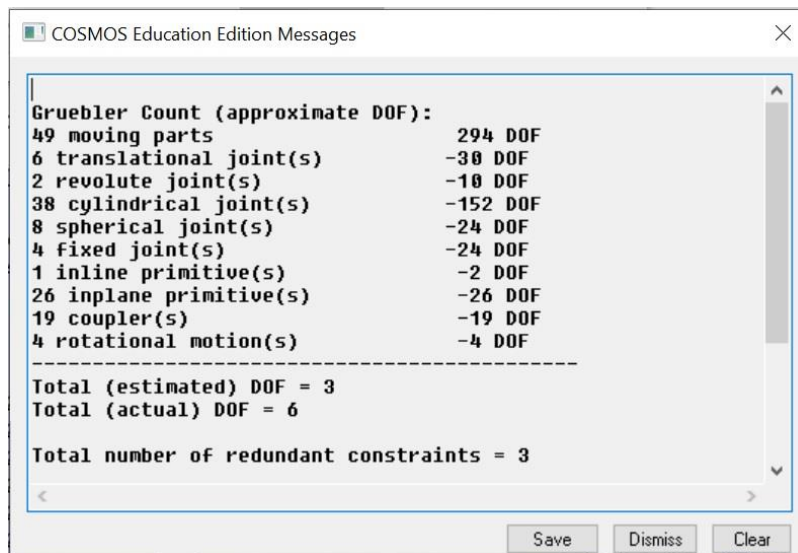 COSMOS Education Edition Messages
Gruebler Count (approximate DOF):
49 moving parts 294 DOF
6 translational joint(s) -30 DOF
2 revolute joint(s) -10 DOF
38 cylindrical joint(s) -152 DOF
8 spherical joint(s) -24 DOF
4 fixed joint(s) -24 DOF
1 inline primitive(s) -2 DOF
26 inplane primitive(s) -26 DOF
19 coupler(s) -19 DOF
4 rotational motion(s) -4 DOF
------------------------------------------------
Total (estimated) DOF = 3
Total (actual) DOF = 6
Total number of redundant constraints = 3
Save Dismiss Clear